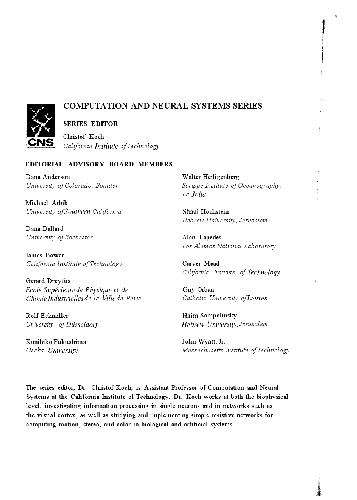 COMPUTATION AND NEURAL SYSTEMS SERIES
SERIES EDITOR
Christof Koch
California Institute of Technology
CNS
EDITORIAL ADVISORY BOARD MEMBERS
Dana Anderson
University of Colorado, Boulder
Michael Arbib
University of Southern California
Dana Ballard
University of Rochester
James Bower
California Institute of Technology
Gerard Dreyfus
Ecole Supérieure de Physique et de
Chimie Industrielles de la Ville de Paris
Rolf Eckmiller
University of Düsseldorf
Kunihiko Fukushima
Osaka University
Walter Heiligenberg
Scripps Institute of Oceanography,
La Jolla
Shaul Hochstein
Hebrew University, Jerusalem
Alan Lapedes
Los Alamos National Laboratory
Carver Mead
California Institute of Technology
Guy Orban
Catholic University of Leuven
Haim Sompolinsky
Hebrew University, Jerusalem
John Wyatt, Jr.
Massachusetts Institute of Technology
The series editor, Dr. Christof Koch, is Assistant Professor of Computation and Neural
Systems at the California Institute of Technology. Dr. Koch works at both the biophysical
level, investigating information processing in single neurons and in networks such as
the visual cortex, as well as studying and implementing simple resistive networks for
computing motion, stereo, and color in biological and artificial systems.